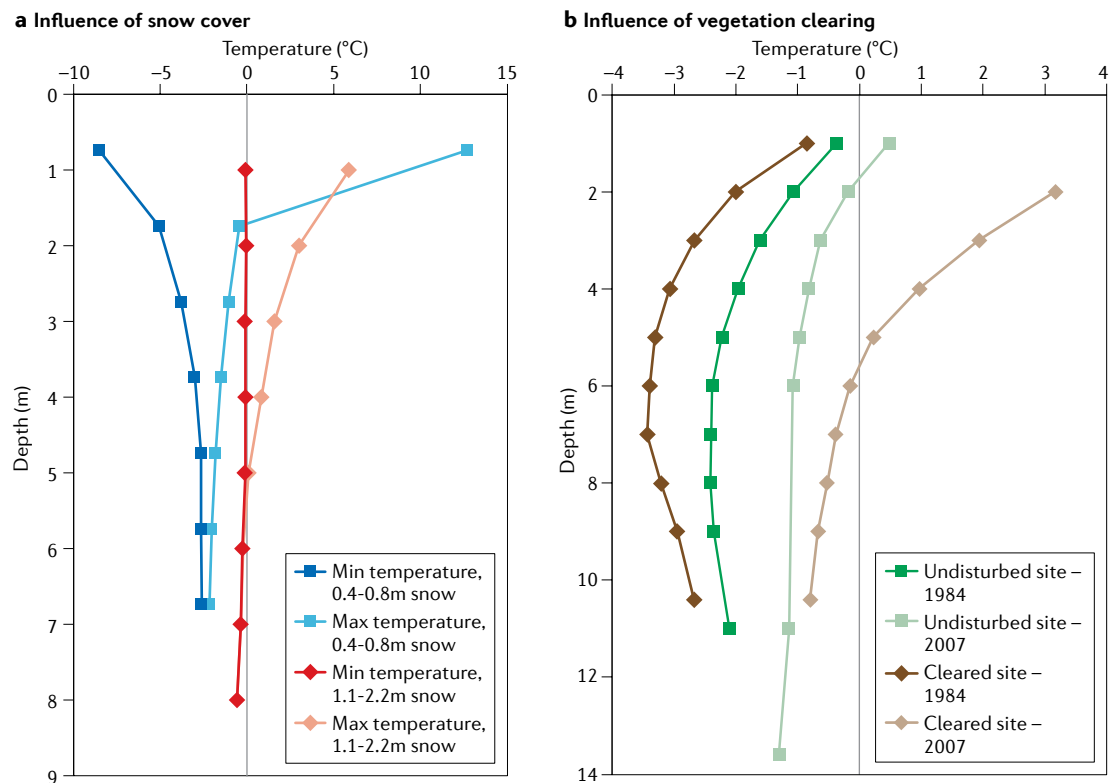 a Influence of snow cover
Temperature (°C)
–10 –5 0 5 10 15
0
1
2
3
4
5
6
7
8
9
Depth (m)
Min temperature,
0.4-0.8m snow
Max temperature,
0.4-0.8m snow
Min temperature,
1.1-2.2m snow
Max temperature,
1.1-2.2m snow
b Influence of vegetation clearing
Temperature (°C)
–4 –3 –2 –1 0 1 2 3 4
0
2
4
6
8
10
12
14
Depth (m)
Undisturbed site –
1984
Undisturbed site –
2007
Cleared site –
1984
Cleared site –
2007